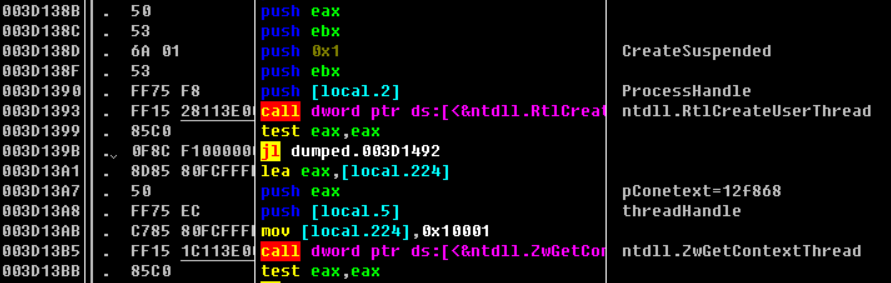 003D138B . 50 push eax
003D138C . 53 push ebx
003D138D . 6A 01 push 0x1 CreateSuspended
003D138F . 53 push ebx
003D1390 . FF75 F8 push [local.2] ProcessHandle
003D1393 . FF15 28113E0 call dword ptr ds:[<&ntdll.RtlCrea ntdll.RtlCreateUserThread
003D1399 . 85C0 test eax,eax
003D139B .⌄ 0F8C F100000 jl dumped.003D1492
003D13A1 . 8D85 80FCFFF lea eax,[local.224]
003D13A7 . 50 push eax pConetext=12f868
003D13A8 . FF75 EC push [local.5] threadHandle
003D13AB . C785 80FCFFF mov [local.224],0x10001
003D13B5 . FF15 1C113E0 call dword ptr ds:[<&ntdll.ZwGetCon ntdll.ZwGetContextThread
003D13BB . 85C0 test eax,eax